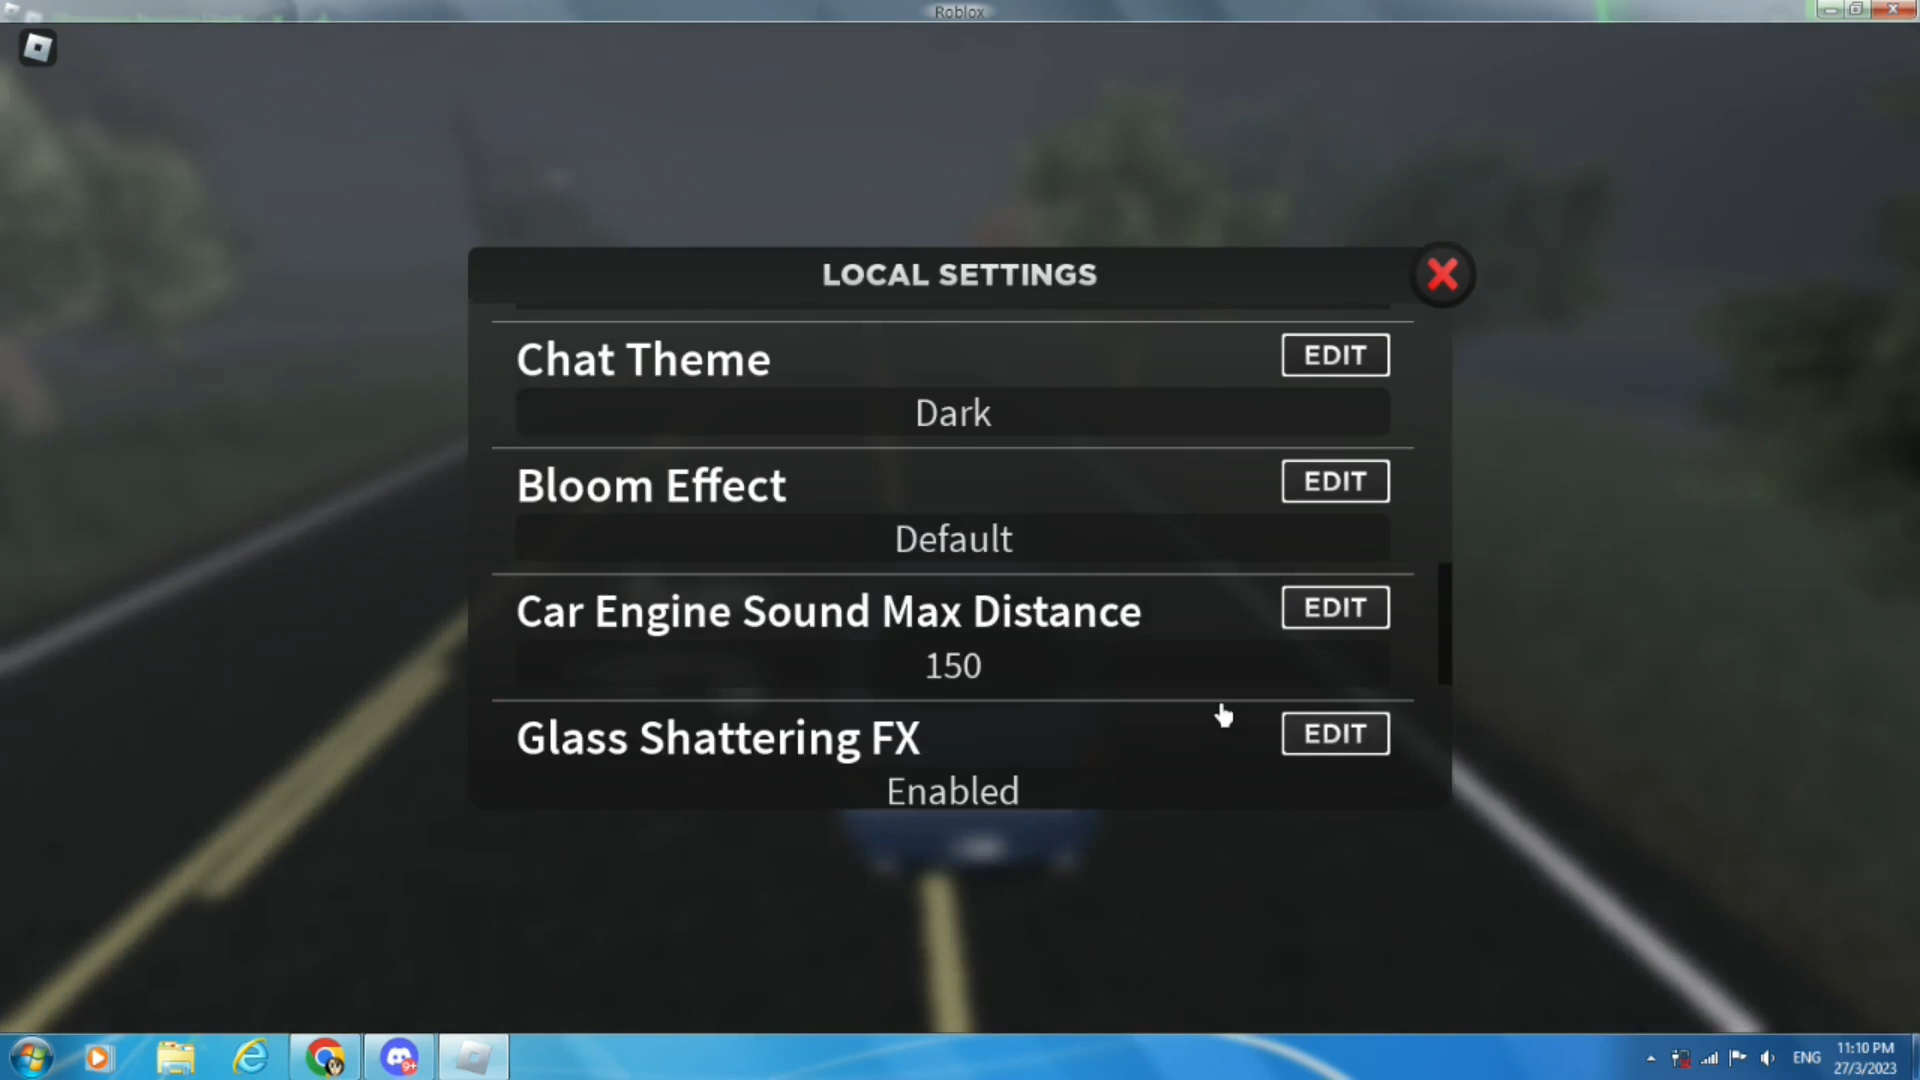 Roblox
LOCAL SETTINGS
Chat Theme
EDIT
Dark
Bloom Effect
EDIT
Default
Car Engine Sound Max Distance
EDIT
150
Glass Shattering FX
EDIT
Enabled
9+
ENG
11:10 PM
27/3/2023